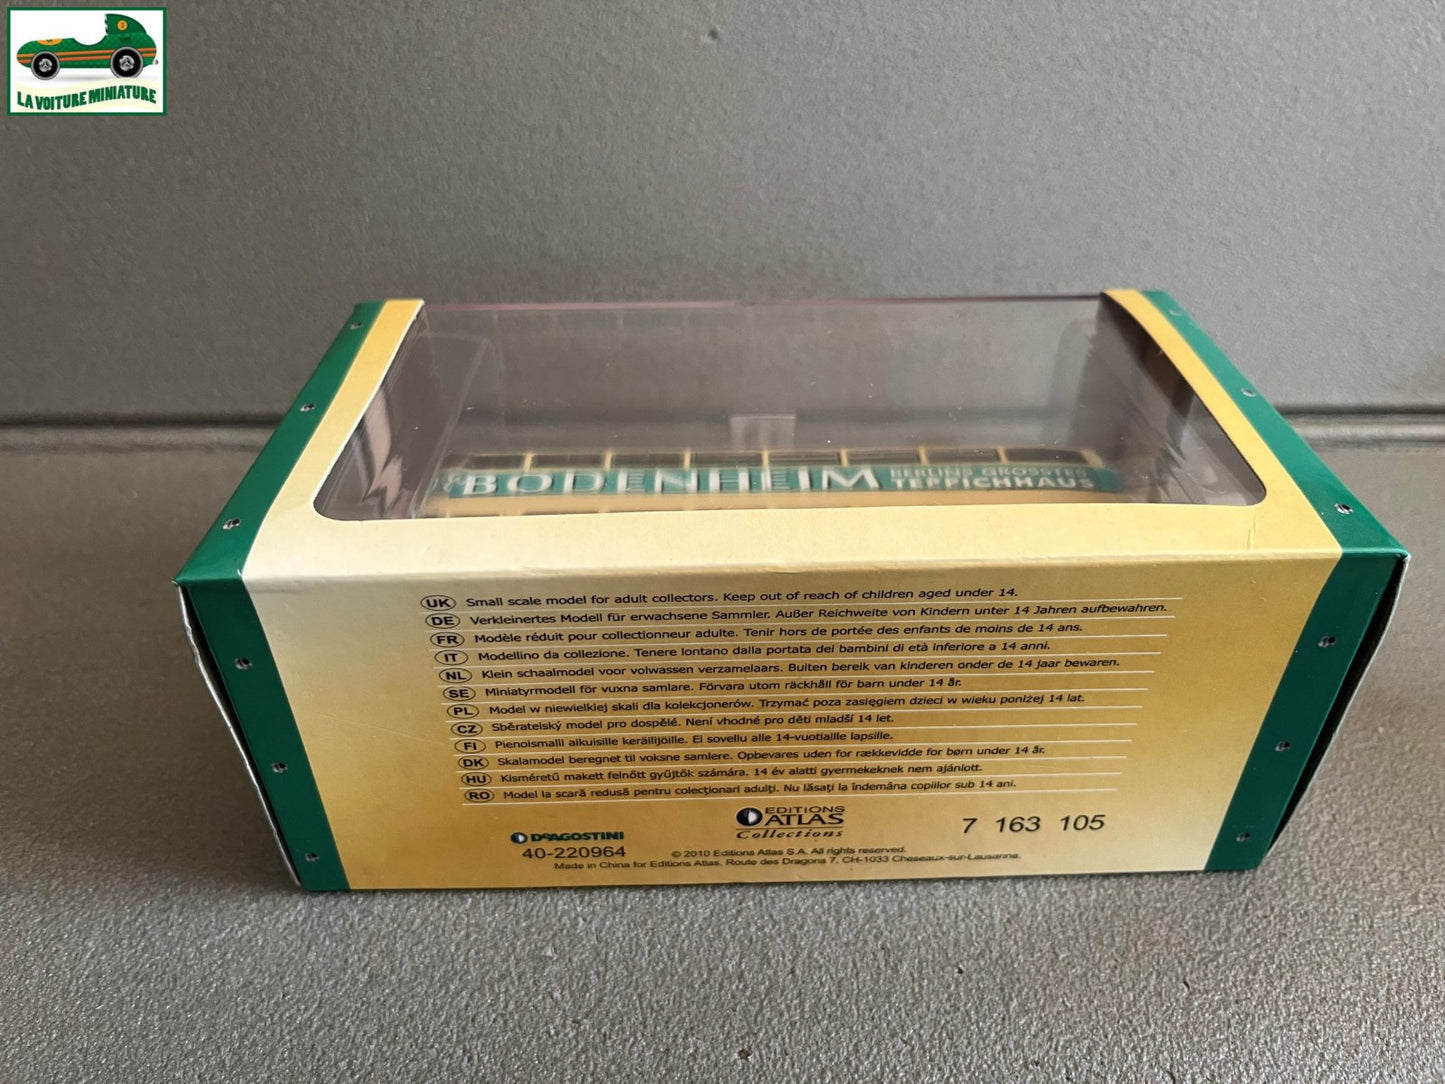 3
LA VOITURE MINIATURE
BODENHEIM BERLINS GROSSTES
TEPPICHHAUS
UK Small scale model for adult collectors. Keep out of reach of children aged under 14.
DE Verkleinertes Modell für erwachsene Sammler. Außer Reichweite von Kindern unter 14 Jahren aufbewahren.
FR Modèle réduit pour collectionneur adulte. Tenir hors de portée des enfants de moins de 14 ans.
IT Modellino da collezione. Tenere lontano dalla portata dei bambini di età inferiore a 14 anni.
NL Klein schaalmodel voor volwassen verzamelaars. Buiten bereik van kinderen onder de 14 jaar bewaren.
SE Miniatyrmodell för vuxna samlare. Förvara utom räckhåll för barn under 14 år.
PL Model w niewielkiej skali dla kolekcjonerów. Trzymać poza zasięgiem dzieci w wieku poniżej 14 lat.
CZ Sběratelský model pro dospělé. Není vhodné pro děti mladší 14 let.
FI Pienoismalli aikuisille keräilijöille. Ei sovellu alle 14-vuotiaille lapsille.
DK Skalamodel beregnet til voksne samlere. Opbevares uden for rækkevidde for børn under 14 år.
HU Kisméretű makett felnőtt gyűjtők számára. 14 év alatti gyermekeknek nem ajánlott.
RO Model la scară redusă pentru colecționari adulți. Nu lăsați la îndemâna copiilor sub 14 ani.
DeAGOSTINI
40-220964
EDITIONS
ATLAS
Collections
7 163 105
© 2010 Editions Atlas S.A. All rights reserved.
Made in China for Editions Atlas, Route des Dragons 7, CH-1033 Cheseaux-sur-Lausanne.